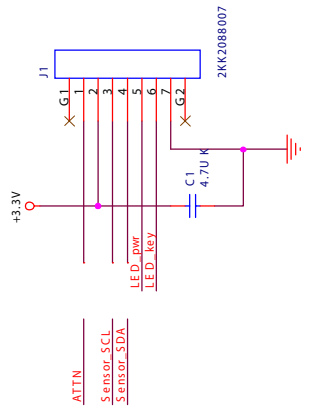 J1
2KK2088007
G1
1
2
3
4
5
6
7
G2
+3.3V
C1
4.7U K
LED_pwr
LED_key
ATTN
Sensor_SCL
Sensor_SDA